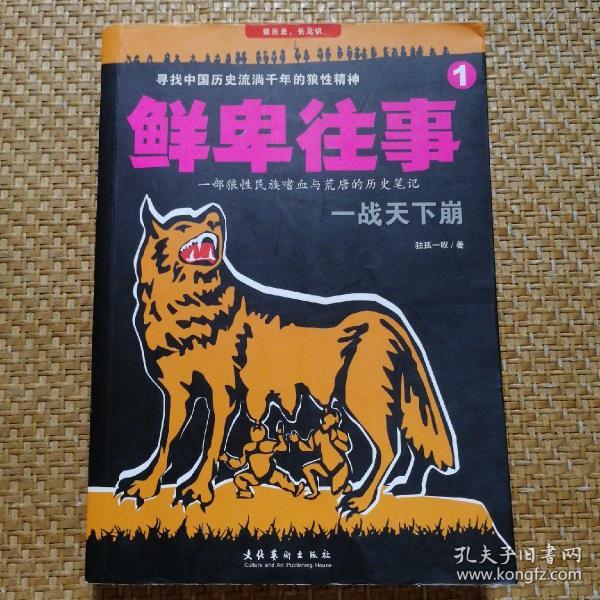 读历史，长见识
寻找中国历史流淌千年的狼性精神
1
鲜卑往事
一部狼性民族嗜血与荒唐的历史笔记
一战天下崩
独孤一叹/著
文化艺术出版社
Culture and Art Publishing House
孔夫子旧书网
www.kongfz.com